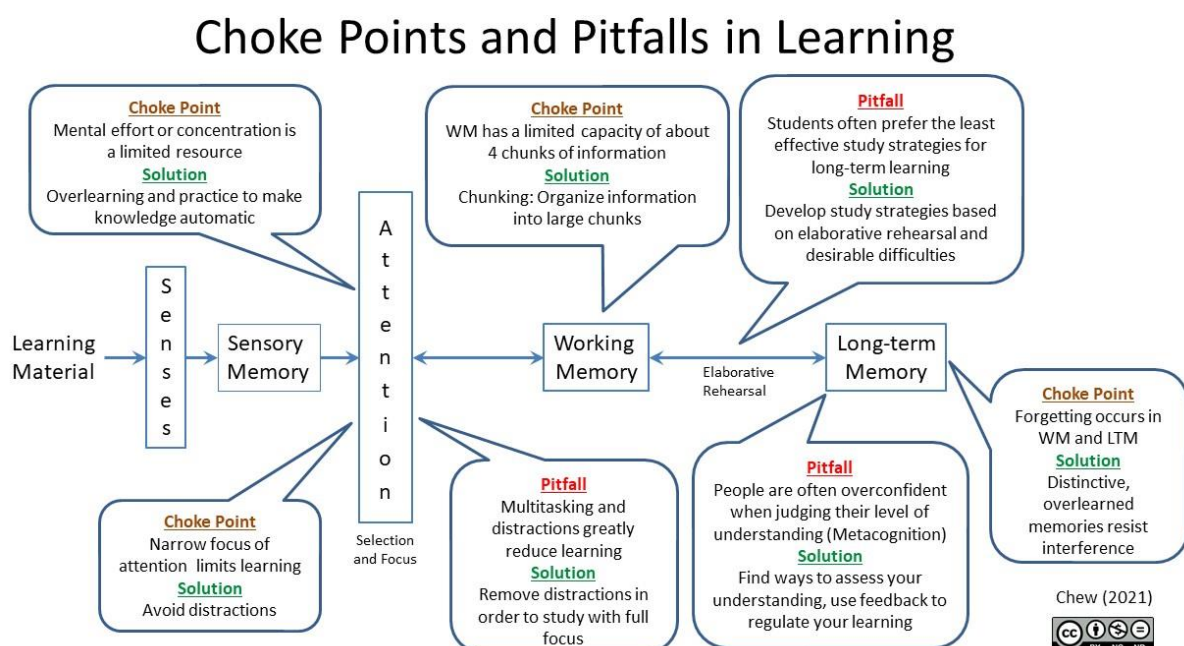 Choke Points and Pitfalls in Learning
Choke Point
Mental effort or concentration is
a limited resource
Solution
Overlearning and practice to make
knowledge automatic
Choke Point
WM has a limited capacity of about
4 chunks of information
Solution
Chunking: Organize information
into large chunks
Pitfall
Students often prefer the least
effective study strategies for
long-term learning
Solution
Develop study strategies based
on elaborative rehearsal and
desirable difficulties
Learning
Material
Senses
Sensory
Memory
Attention
Selection
and Focus
Working
Memory
Elaborative
Rehearsal
Long-term
Memory
Choke Point
Narrow focus of
attention limits learning
Solution
Avoid distractions
Pitfall
Multitasking and
distractions greatly
reduce learning
Solution
Remove distractions in
order to study with full
focus
Pitfall
People are often overconfident
when judging their level of
understanding (Metacognition)
Solution
Find ways to assess your
understanding, use feedback to
regulate your learning
Choke Point
Forgetting occurs in
WM and LTM
Solution
Distinctive,
overlearned
memories resist
interference
Chew (2021)
cc